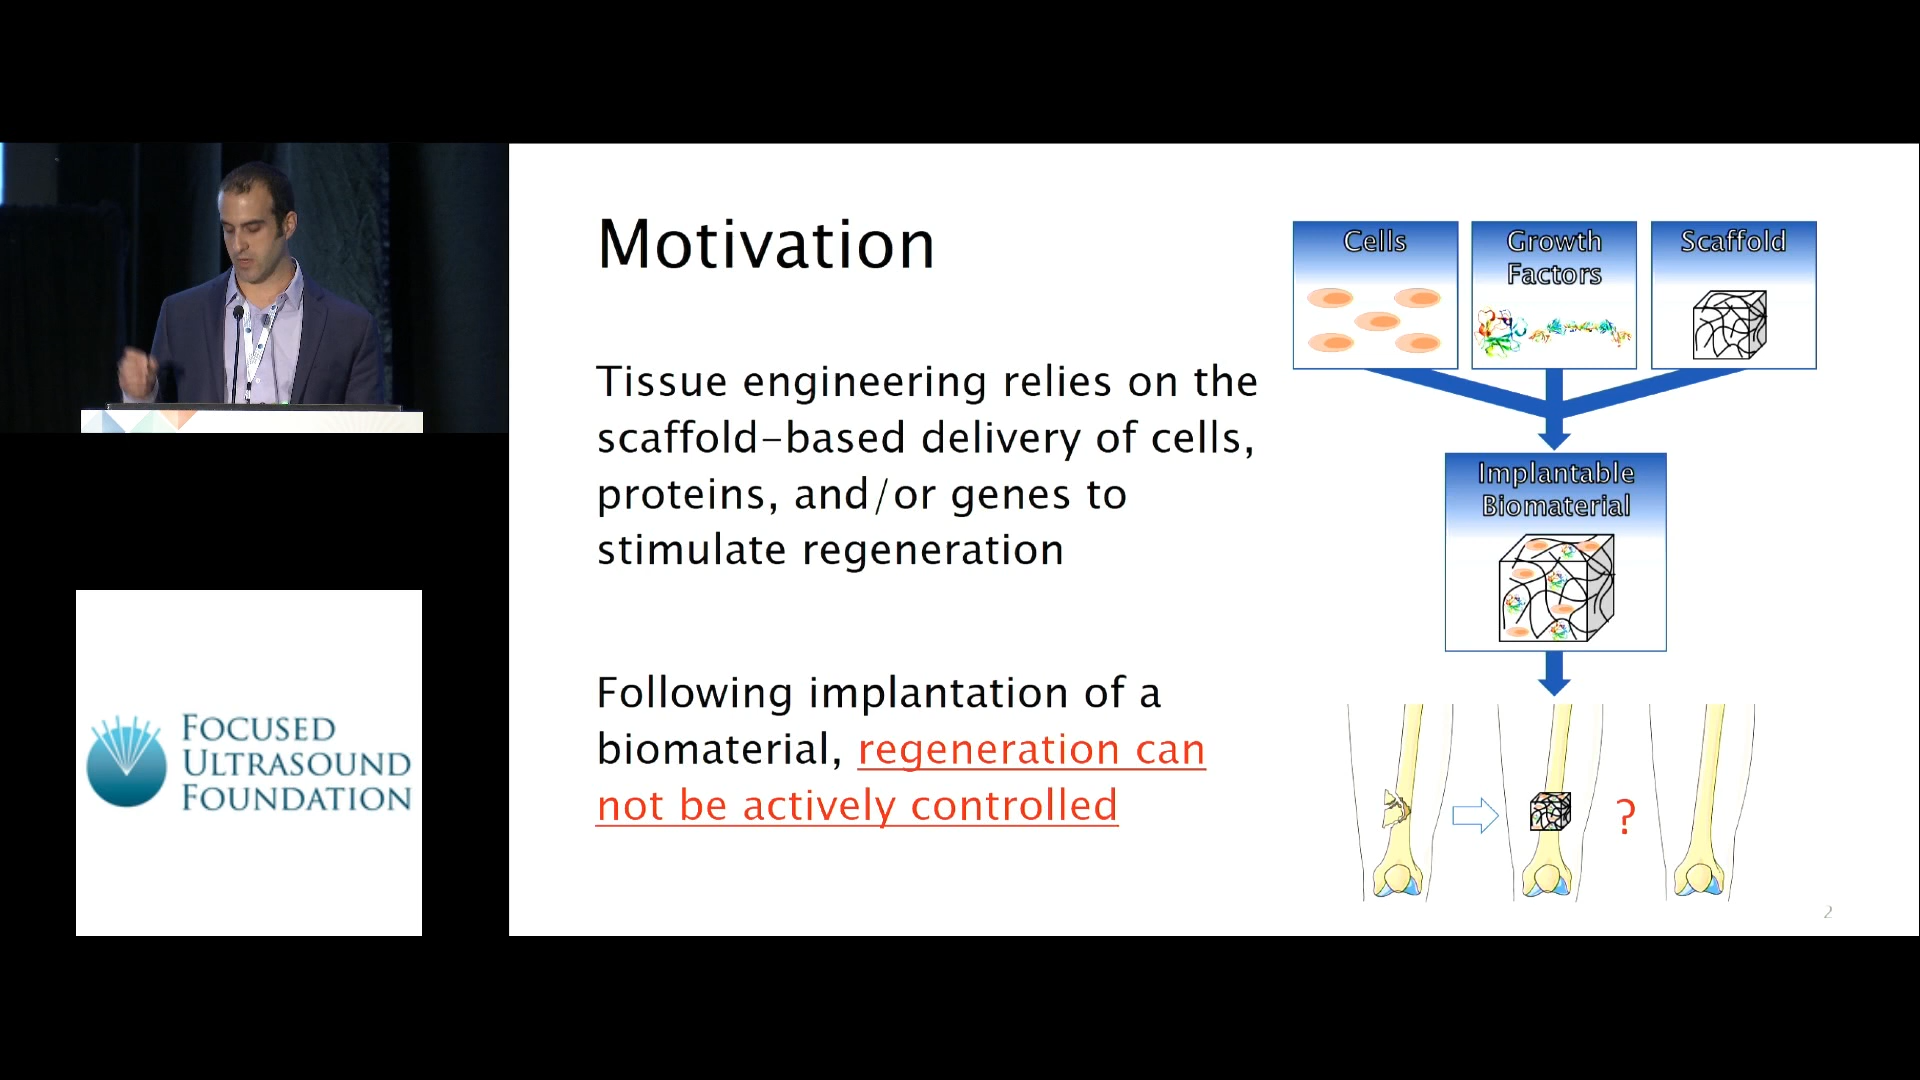 Motivation
Tissue engineering relies on the
scaffold-based delivery of cells,
proteins, and/or genes to
stimulate regeneration
Following implantation of a
biomaterial, regeneration can
not be actively controlled
Cells
Growth
Factors
Scaffold
Implantable
Biomaterial
?
2
FOCUSED
ULTRASOUND
FOUNDATION